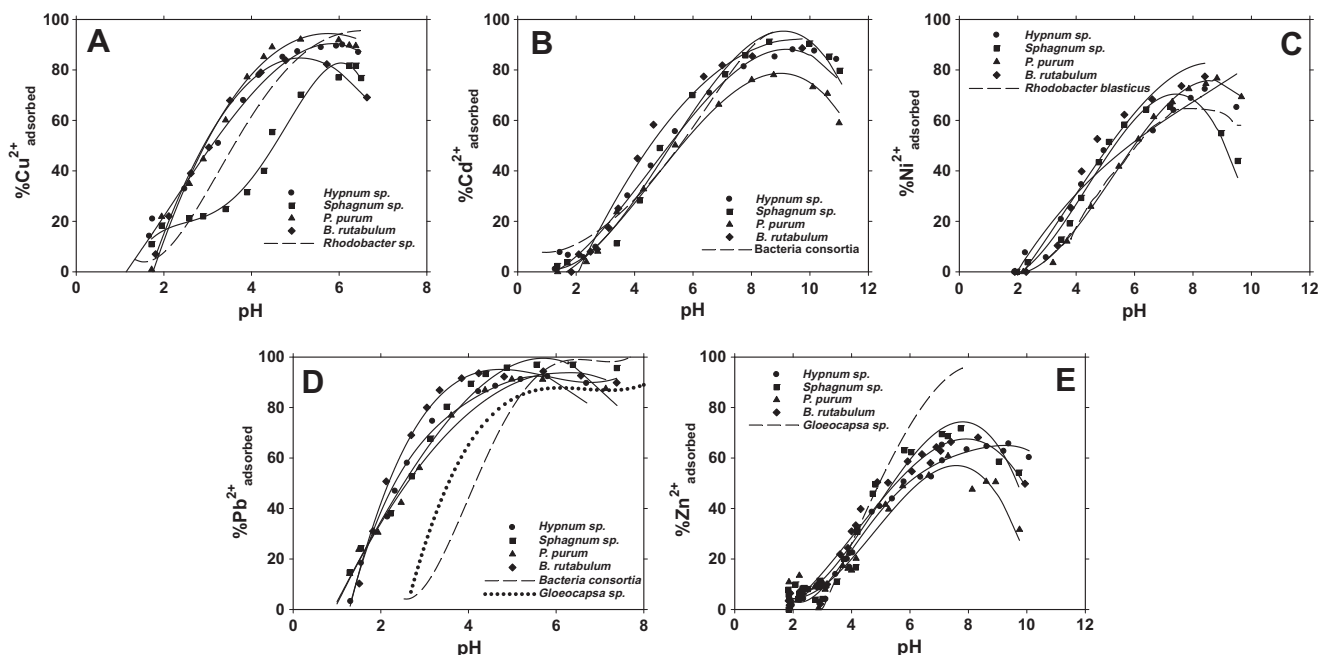 A
%Cu2+ adsorbed
100
80
60
40
20
0
0 2 4 6 8
pH
Hypnum sp.
Sphagnum sp.
P. purum
B. rutabulum
Rhodobacter sp.
B
%Cd2+ adsorbed
100
80
60
40
20
0
0 2 4 6 8 10 12
pH
Hypnum sp.
Sphagnum sp.
P. purum
B. rutabulum
Bacteria consortia
C
%Ni2+ adsorbed
100
80
60
40
20
0
0 2 4 6 8 10 12
pH
Hypnum sp.
Sphagnum sp.
P. purum
B. rutabulum
Rhodobacter blasticus
D
%Pb2+ adsorbed
100
80
60
40
20
0
0 2 4 6 8
pH
Hypnum sp.
Sphagnum sp.
P. purum
B. rutabulum
Bacteria consortia
Gloeocapsa sp.
E
%Zn2+ adsorbed
100
80
60
40
20
0
0 2 4 6 8 10 12
pH
Hypnum sp.
Sphagnum sp.
P. purum
B. rutabulum
Gloeocapsa sp.